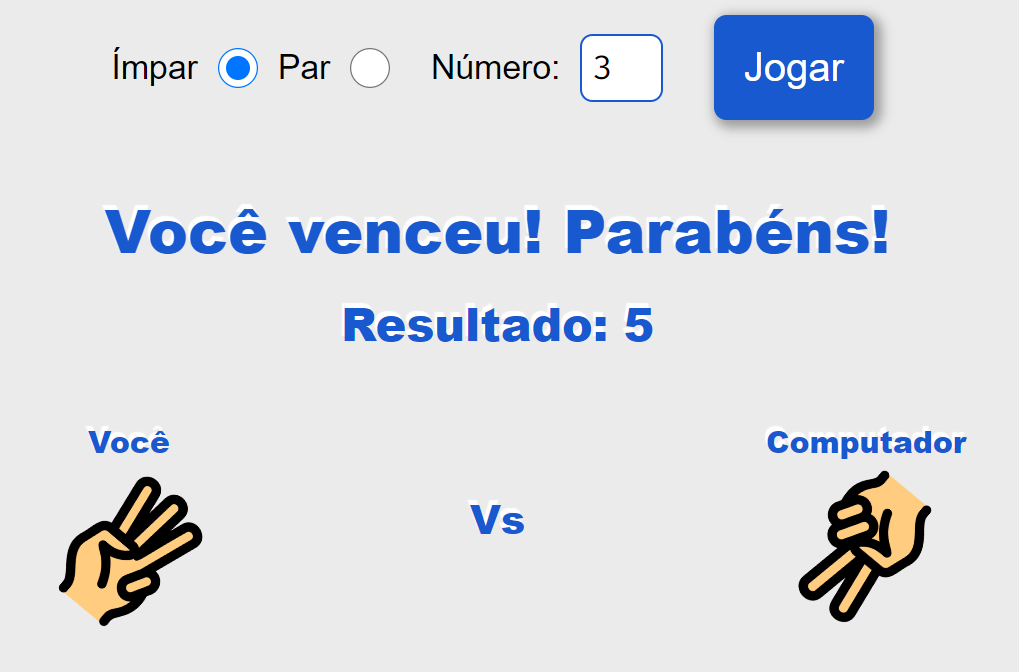 Ímpar Par Número: 3 Jogar
Você venceu! Parabéns!
Resultado: 5
Você Computador
Vs